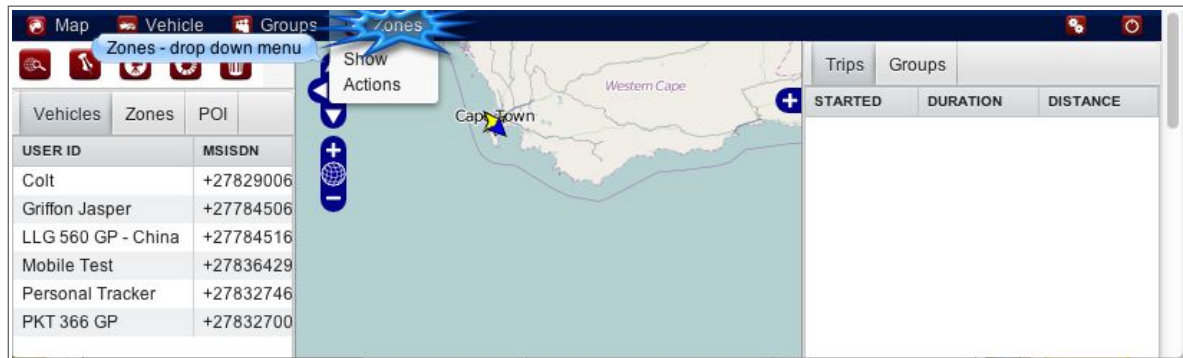 Map Vehicle Groups Zones
Zones - drop down menu
Show
Actions
Vehicles Zones POI
USER ID MSISDN
Colt +27829006
Griffon Jasper +27784506
LLG 560 GP - China +27784516
Mobile Test +27836429
Personal Tracker +27832746
PKT 366 GP +27832700
Western Cape
Cape Town
Trips Groups
STARTED DURATION DISTANCE